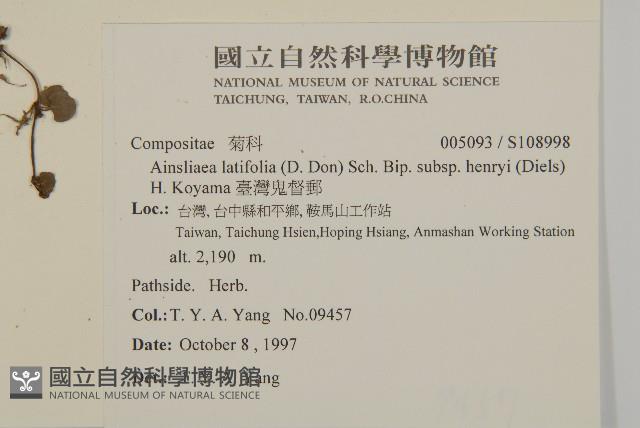 國立自然科學博物館
NATIONAL MUSEUM OF NATURAL SCIENCE
TAICHUNG, TAIWAN, R.O.CHINA
Compositae 菊科 005093 / S108998
Ainsliaea latifolia (D. Don) Sch. Bip. subsp. henryi (Diels)
H. Koyama 臺灣鬼督郵
Loc.: 台灣, 台中縣和平鄉, 鞍馬山工作站
Taiwan, Taichung Hsien,Hoping Hsiang, Anmashan Working Station
alt. 2,190 m.
Pathside. Herb.
Col.: T. Y. A. Yang No.09457
Date: October 8 , 1997
國立自然科學博物館
NATIONAL MUSEUM OF NATURAL SCIENCE